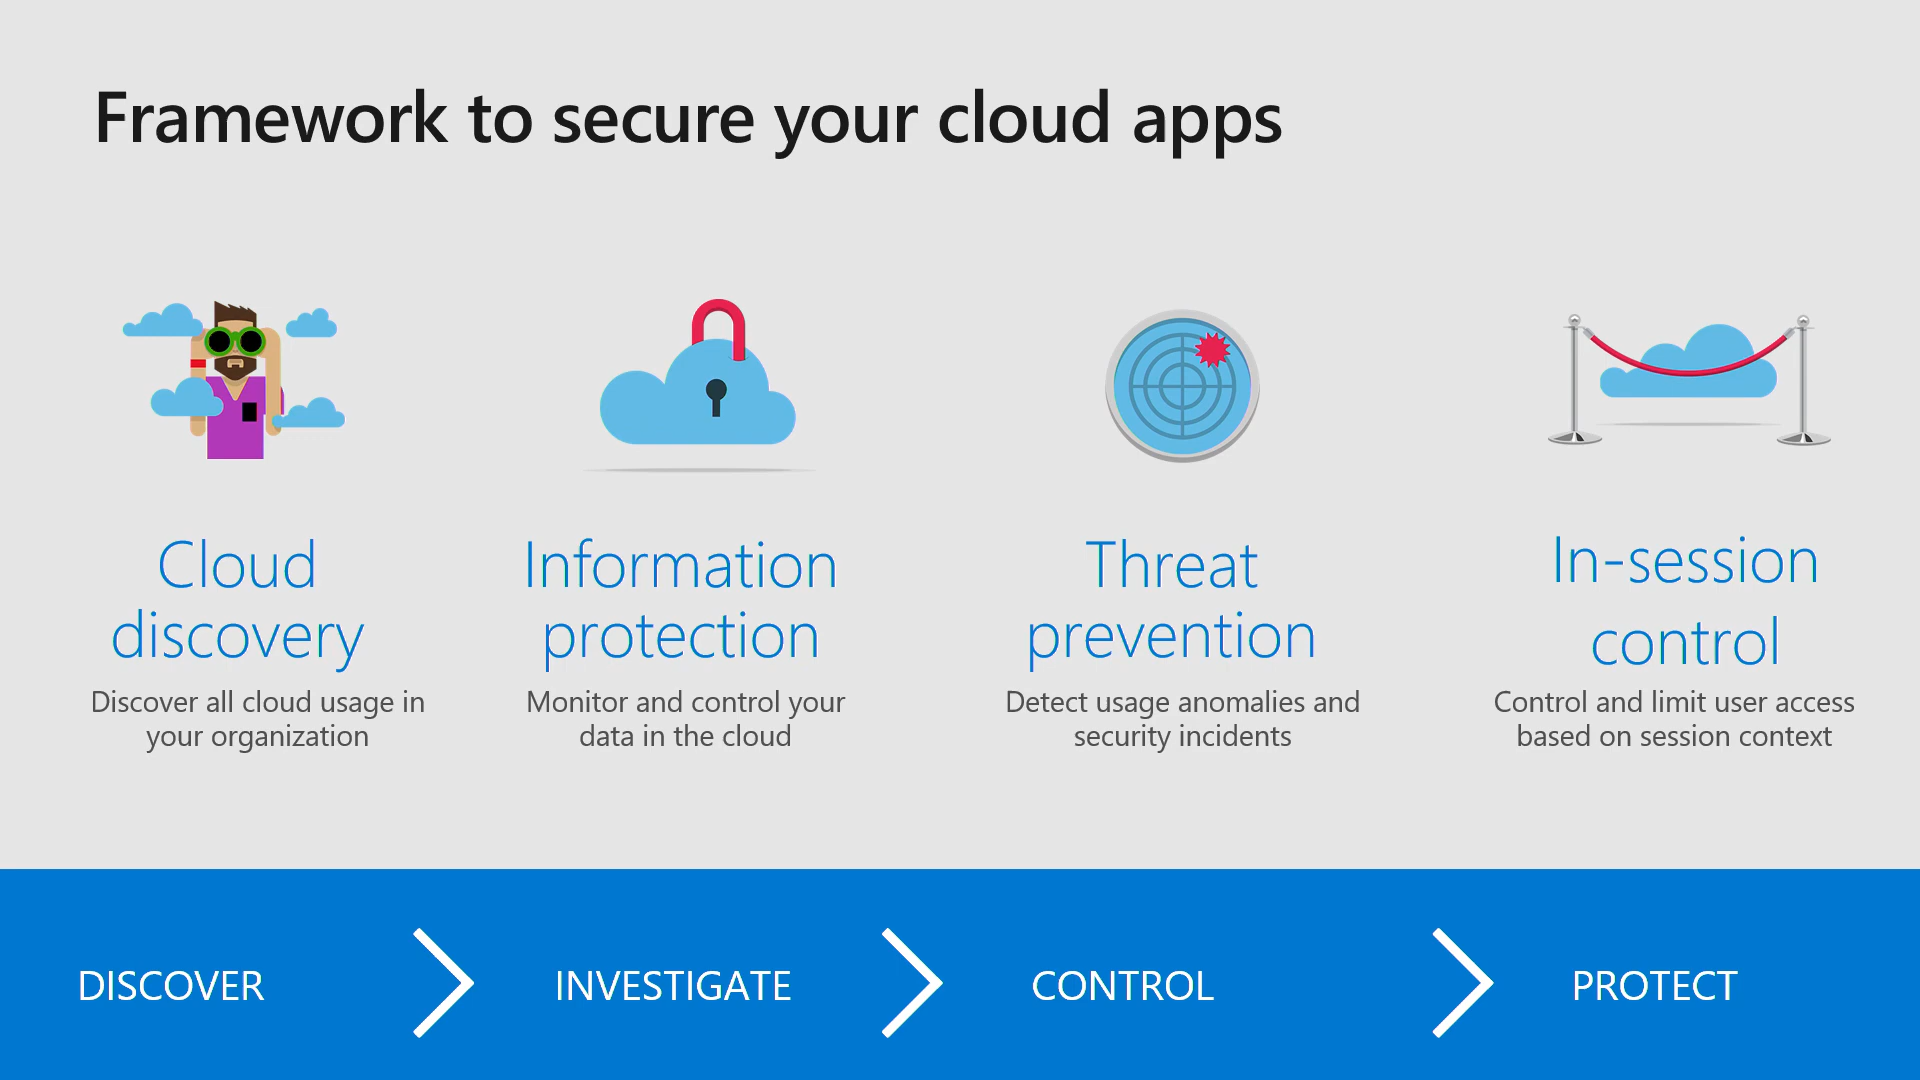 Framework to secure your cloud apps
Cloud
discovery
Discover all cloud usage in
your organization
Information
protection
Monitor and control your
data in the cloud
Threat
prevention
Detect usage anomalies and
security incidents
In-session
control
Control and limit user access
based on session context
DISCOVER
INVESTIGATE
CONTROL
PROTECT